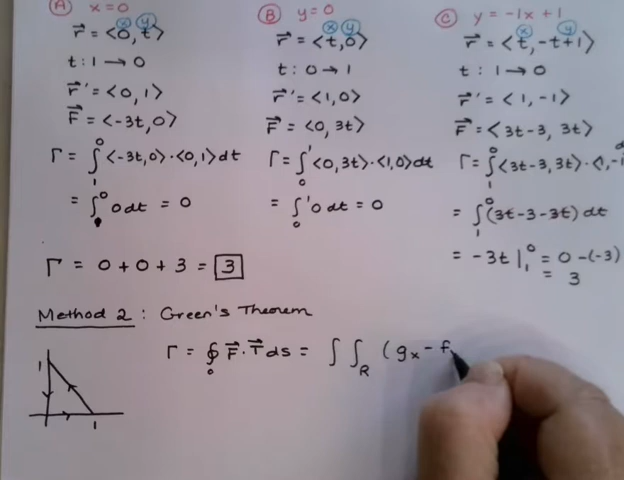 Ⓐ x=0
r⃗ = <0, t>
t : 1 → 0
r⃗' = <0, 1>
F⃗ = <-3t, 0>
Γ = ∫₁⁰ <-3t, 0> · <0, 1> dt
= ∫₁⁰ 0 dt = 0
Ⓑ y=0
r⃗ = <t, 0>
t : 0 → 1
r⃗' = <1, 0>
F⃗ = <0, 3t>
Γ = ∫₀¹ <0, 3t> · <1, 0> dt
= ∫₀¹ 0 dt = 0
Ⓒ y = -1x + 1
r⃗ = <t, -t+1>
t : 1 → 0
r⃗' = <1, -1>
F⃗ = <3t-3, 3t>
Γ = ∫₁⁰ <3t-3, 3t> · <1, -1
= ∫₁⁰ (3t-3-3t) dt
= -3t |₁⁰ = 0 - (-3)
= 3
Γ = 0 + 0 + 3 = 3
Method 2 : Green's Theorem
Γ = ∮ F⃗ · T⃗ ds = ∫∫_R (gₓ - f
1
1